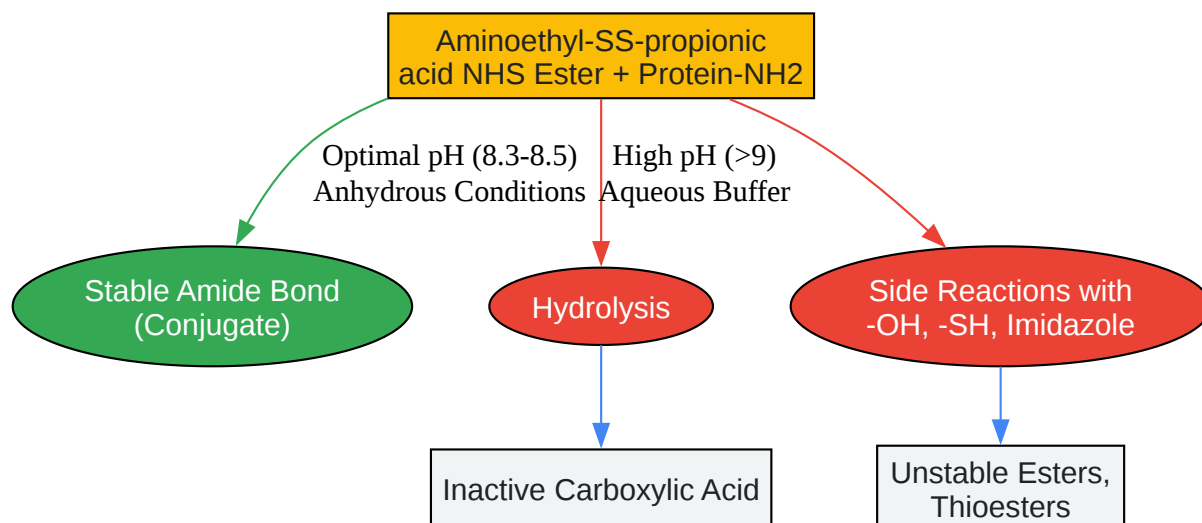 Aminoethyl-SS-propionic
acid NHS Ester + Protein-NH2
Optimal pH (8.3-8.5)
Anhydrous Conditions
High pH (>9)
Aqueous Buffer
Stable Amide Bond
(Conjugate)
Hydrolysis
Side Reactions with
-OH, -SH, Imidazole
Inactive Carboxylic Acid
Unstable Esters,
Thioesters